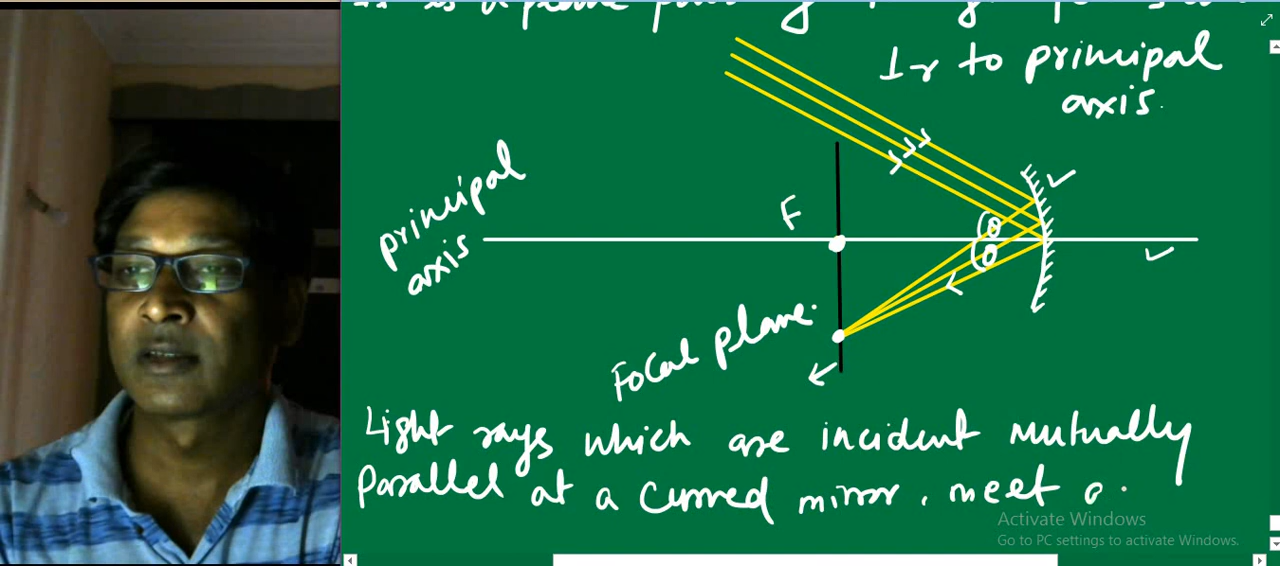 ⊥r to principal
axis.
principal
axis
F
θ
θ
Focal plane.
Light rays which are incident mutually
parallel at a curved mirror, meet a.
Activate Windows
Go to PC settings to activate Windows.